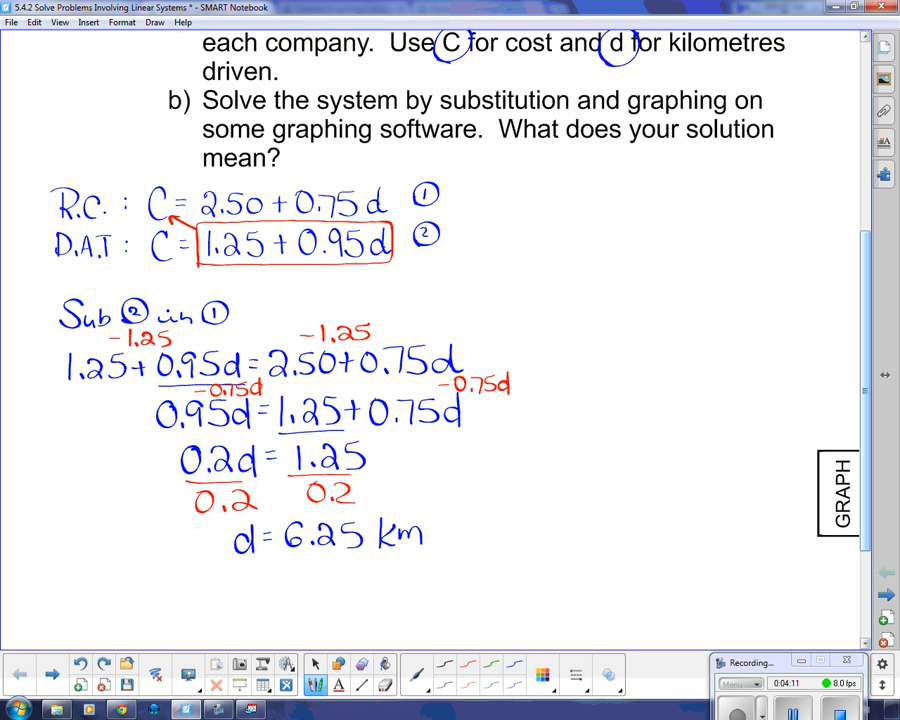 5.4.2 Solve Problems Involving Linear Systems * - SMART Notebook
File Edit View Insert Format Draw Help
each company. Use C for cost and d for kilometres
driven.
b) Solve the system by substitution and graphing on
some graphing software. What does your solution
mean?
R.C. : C = 2.50 + 0.75d ①
D.A.T : C = 1.25 + 0.95d ②
Sub ② in ①
-1.25 -1.25
1.25 + 0.95d = 2.50 + 0.75d
-0.75d -0.75d
0.95d = 1.25 + 0.75d
0.2d = 1.25
0.2 0.2
d = 6.25 km
GRAPH
Recording...
Menu 0:04:11 8.0 fps